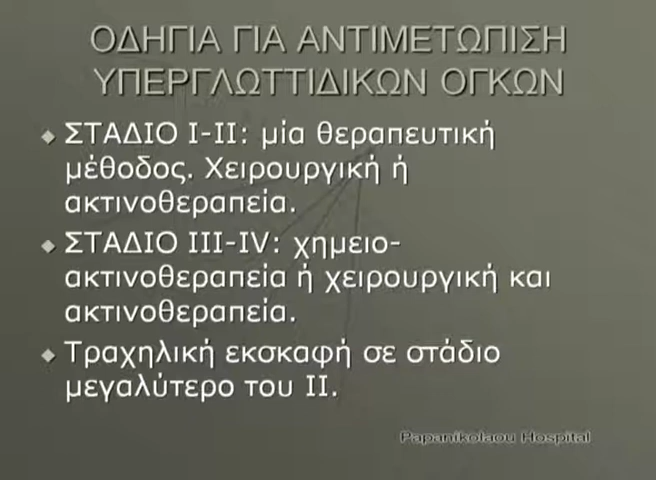 ΟΔΗΓΙΑ ΓΙΑ ΑΝΤΙΜΕΤΩΠΙΣΗ
ΥΠΕΡΓΛΩΤΤΙΔΙΚΩΝ ΟΓΚΩΝ
ΣΤΑΔΙΟ I-II: μία θεραπευτική
μέθοδος. Χειρουργική ή
ακτινοθεραπεία.
ΣΤΑΔΙΟ III-IV: χημειο-
ακτινοθεραπεία ή χειρουργική και
ακτινοθεραπεία.
Τραχηλική εκσκαφή σε στάδιο
μεγαλύτερο του II.
Papanikolaou Hospital